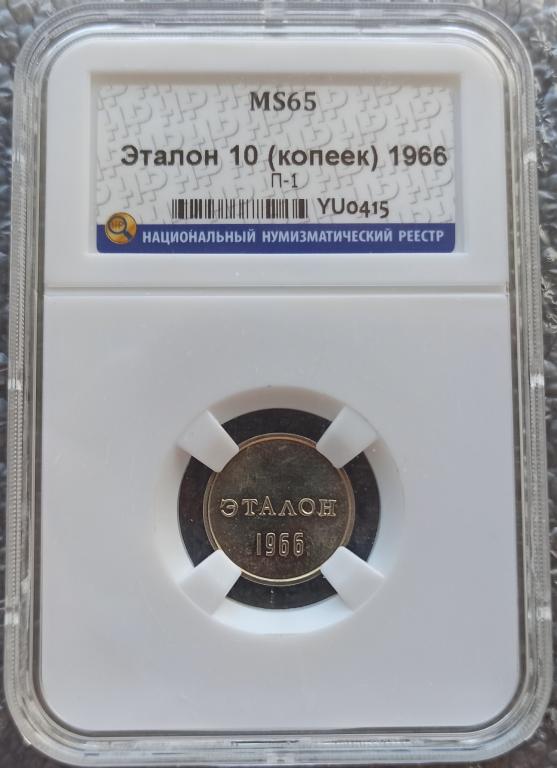 MS65
Эталон 10 (копеек) 1966
П-1
YU0415
НАЦИОНАЛЬНЫЙ НУМИЗМАТИЧЕСКИЙ РЕЕСТР
ЭТАЛОН
1966